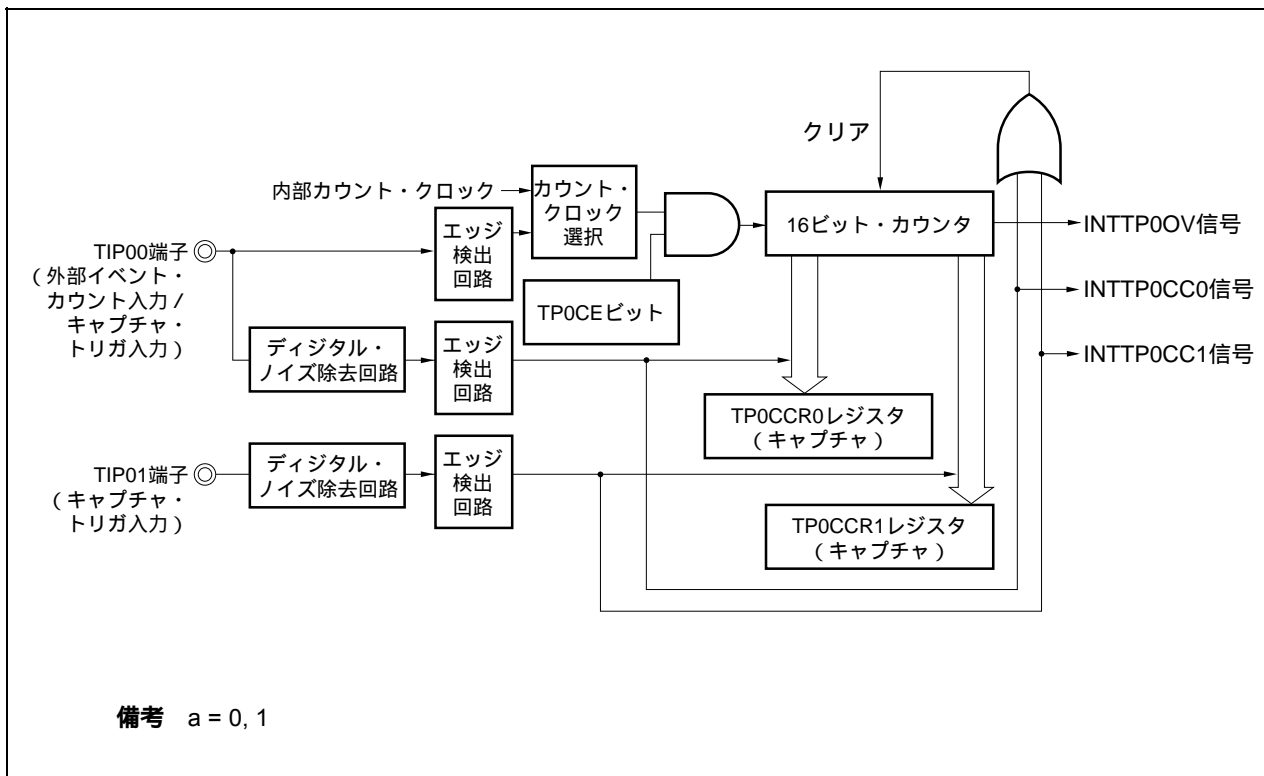 クリア
内部カウント・クロック
カウント・
クロック
選択
エッジ
検出
回路
16ビット・カウンタ
INTTP0OV信号
TIP00端子
(外部イベント・
カウント入力/
キャプチャ・
トリガ入力)
TP0CEビット
INTTP0CC0信号
ディジタル・
ノイズ除去回路
エッジ
検出
回路
INTTP0CC1信号
TP0CCR0レジスタ
(キャプチャ)
TIP01端子
(キャプチャ・
トリガ入力)
ディジタル・
ノイズ除去回路
エッジ
検出
回路
TP0CCR1レジスタ
(キャプチャ)
備考 a = 0, 1